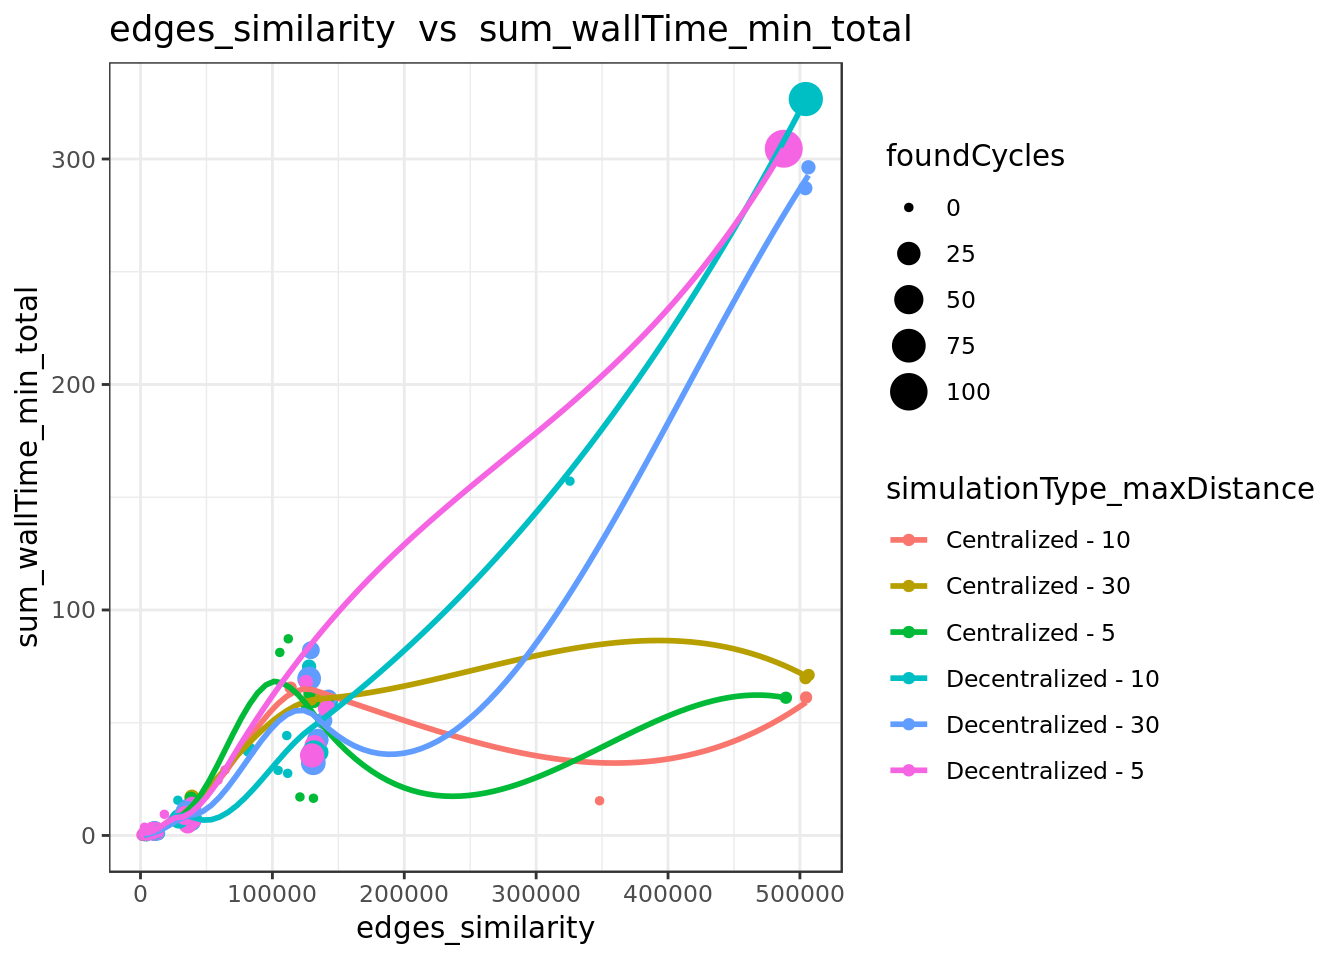 edges_similarity vs sum_wallTime_min_total
sum_wallTime_min_total
300
200
100
0
0
100000
200000
300000
400000
500000
edges_similarity
foundCycles
0
25
50
75
100
simulationType_maxDistance
Centralized - 10
Centralized - 30
Centralized - 5
Decentralized - 10
Decentralized - 30
Decentralized - 5